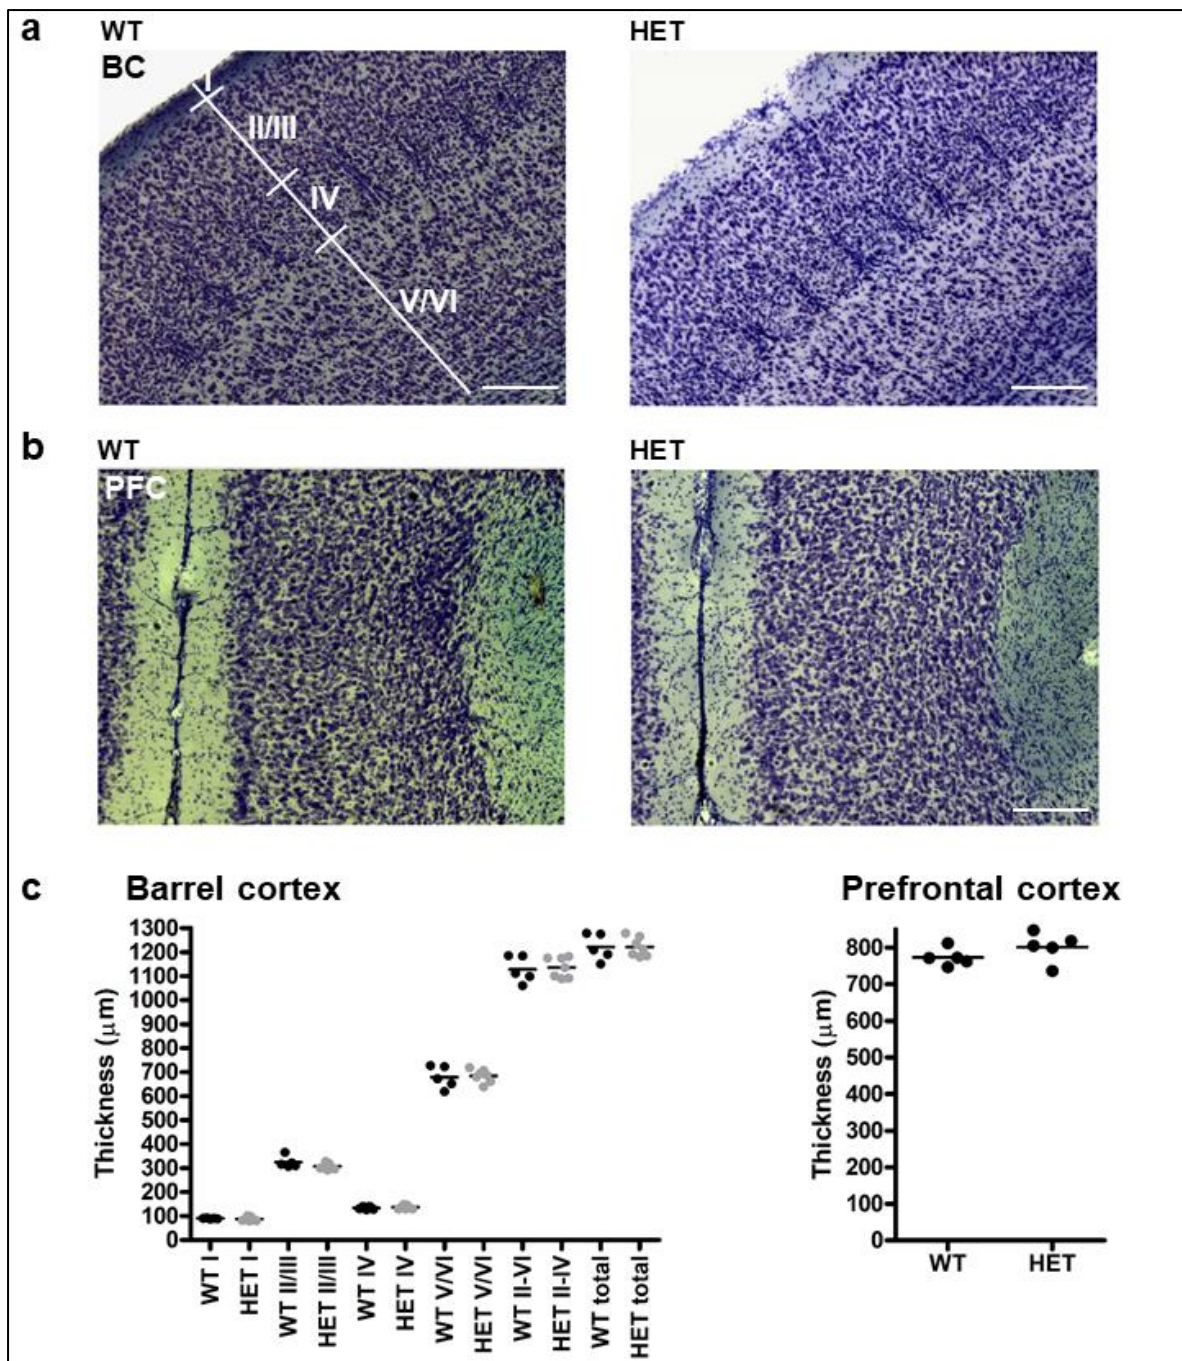 a
WT
HET
BC
I
II/III
IV
V/VI
b
WT
HET
PFC
c
Barrel cortex
Prefrontal cortex
Thickness (μm)
1300
1200
1100
1000
900
800
700
600
500
400
300
200
100
0
WT I
HET I
WT II/III
HET II/III
WT IV
HET IV
WT V/VI
HET V/VI
WT II-VI
HET II-IV
WT total
HET total
Thickness (μm)
800
700
600
500
400
300
200
100
0
WT
HET